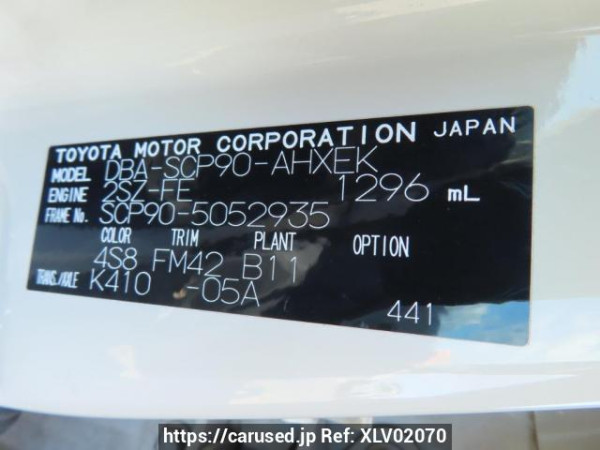 TOYOTA MOTOR CORPORATION JAPAN
MODEL DBA-SCP90-AHXEK
ENGINE 2SZ-FE 1296 mL
FRAME No. SCP90-5052935
COLOR TRIM PLANT OPTION
4S8 FM42 B11
TRANS./AXLE K410 -05A
441
https://carused.jp Ref: XLV02070